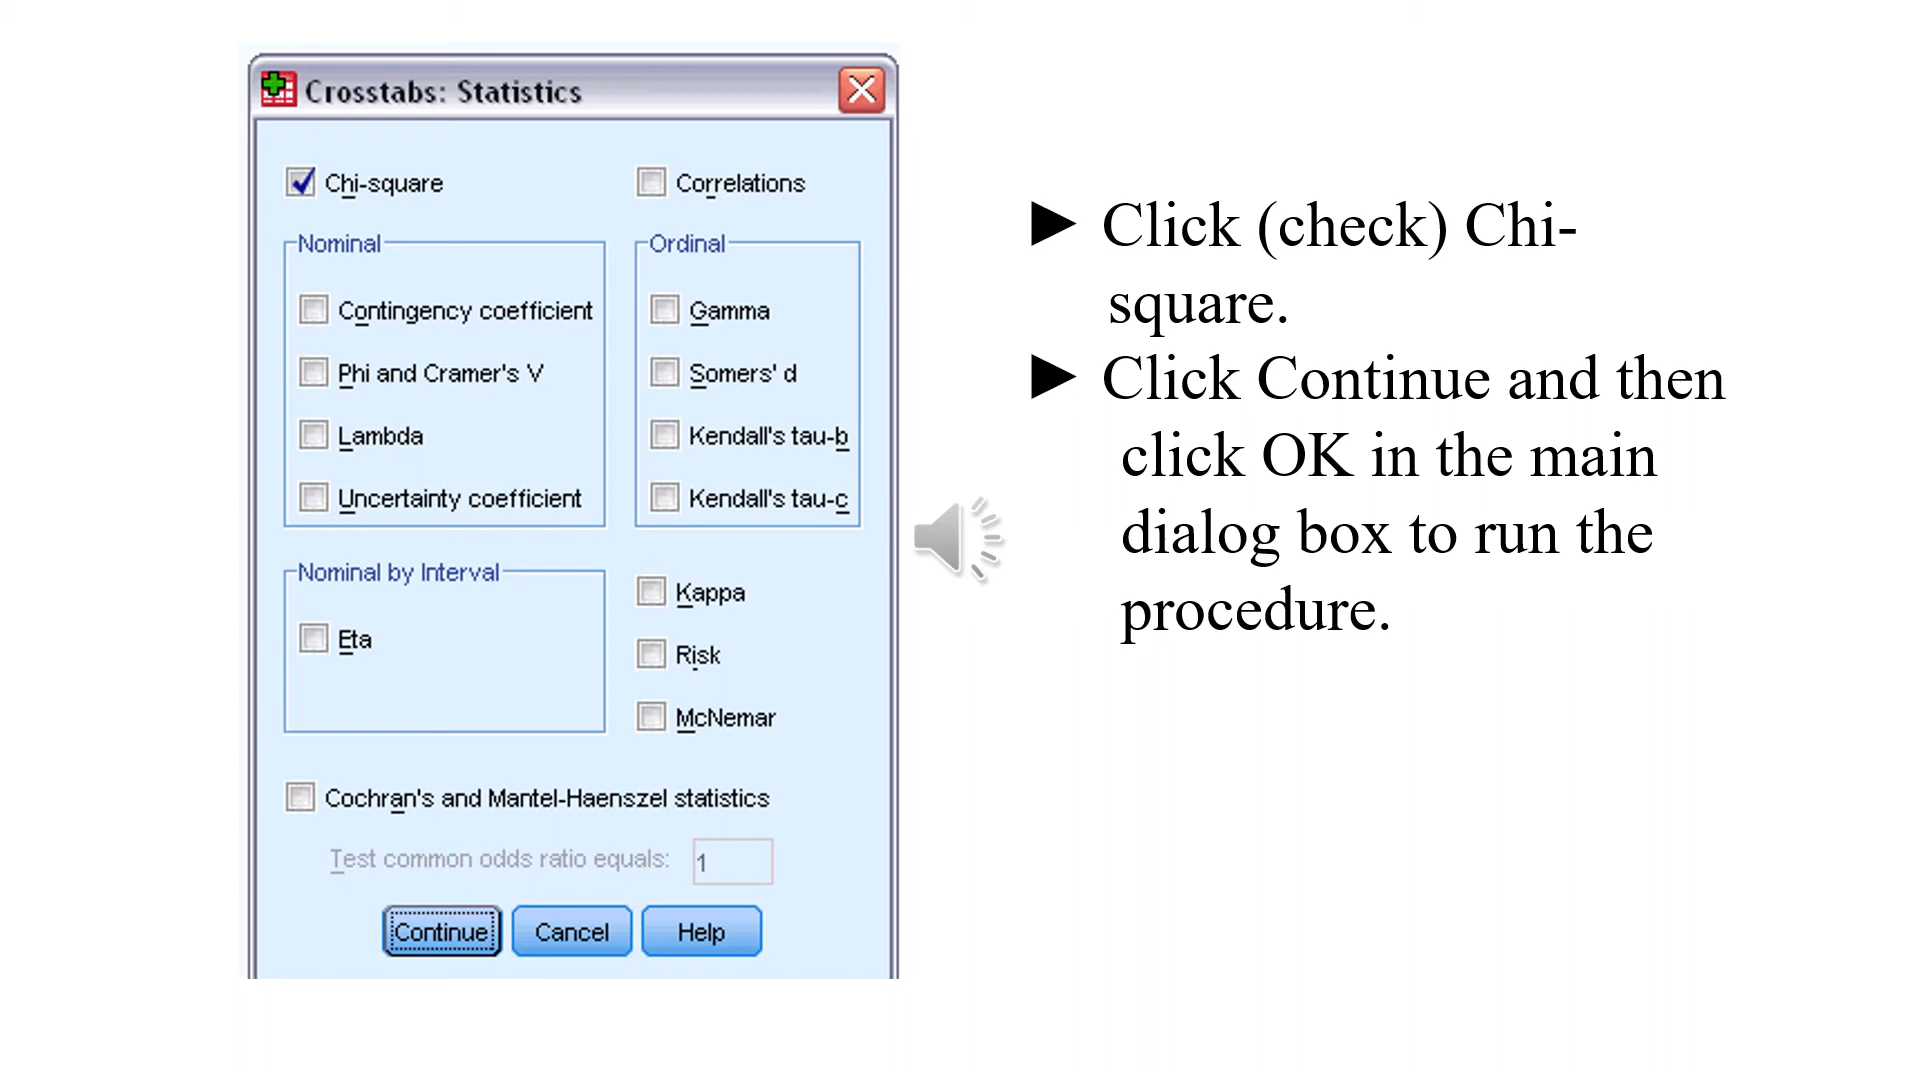 Crosstabs: Statistics
Chi-square
Correlations
Nominal
Contingency coefficient
Phi and Cramer's V
Lambda
Uncertainty coefficient
Ordinal
Gamma
Somers' d
Kendall's tau-b
Kendall's tau-c
Nominal by Interval
Eta
Kappa
Risk
McNemar
Cochran's and Mantel-Haenszel statistics
Test common odds ratio equals: 1
Continue Cancel Help
► Click (check) Chi-
square.
► Click Continue and then
click OK in the main
dialog box to run the
procedure.